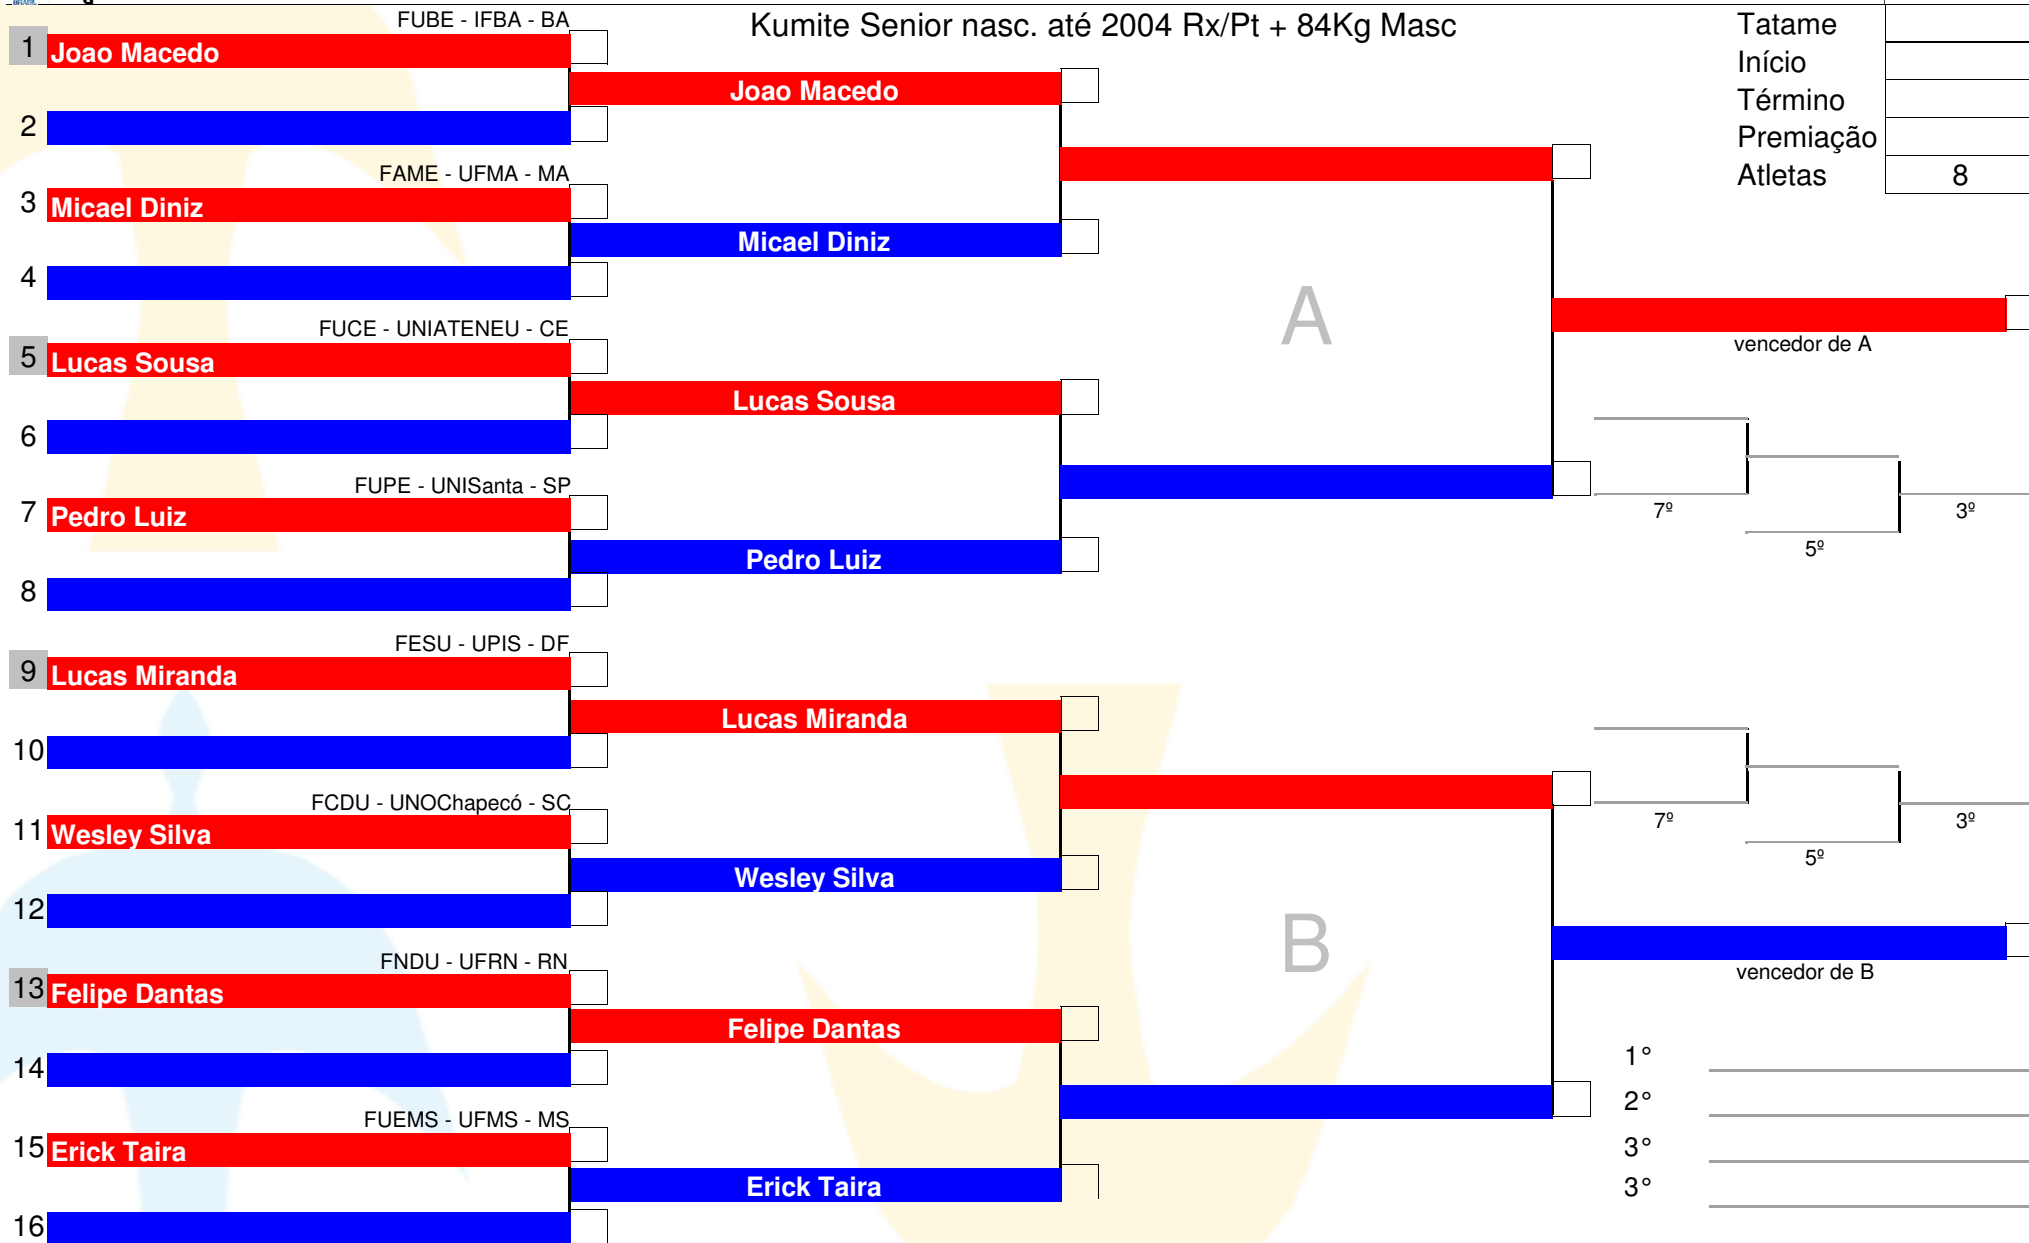 FUBE - IFBA - BA
Kumite Senior nasc. até 2004 Rx/Pt + 84Kg Masc
Tatame
1 Joao Macedo
Início
Joao Macedo
Término
2
Premiação
FAME - UFMA - MA
Atletas 8
3 Micael Diniz
Micael Diniz
4
A
FUCE - UNIATENEU - CE
vencedor de A
5 Lucas Sousa
Lucas Sousa
6
FUPE - UNISanta - SP
7 Pedro Luiz
7º 3º
5º
Pedro Luiz
8
FESU - UPIS - DF
9 Lucas Miranda
Lucas Miranda
10
FCDU - UNOChapecó - SC
7º 3º
11 Wesley Silva
5º
Wesley Silva
12
B
FNDU - UFRN - RN
vencedor de B
13 Felipe Dantas
Felipe Dantas
1°
14
2°
FUEMS - UFMS - MS
15 Erick Taira
3°
Erick Taira
3°
16